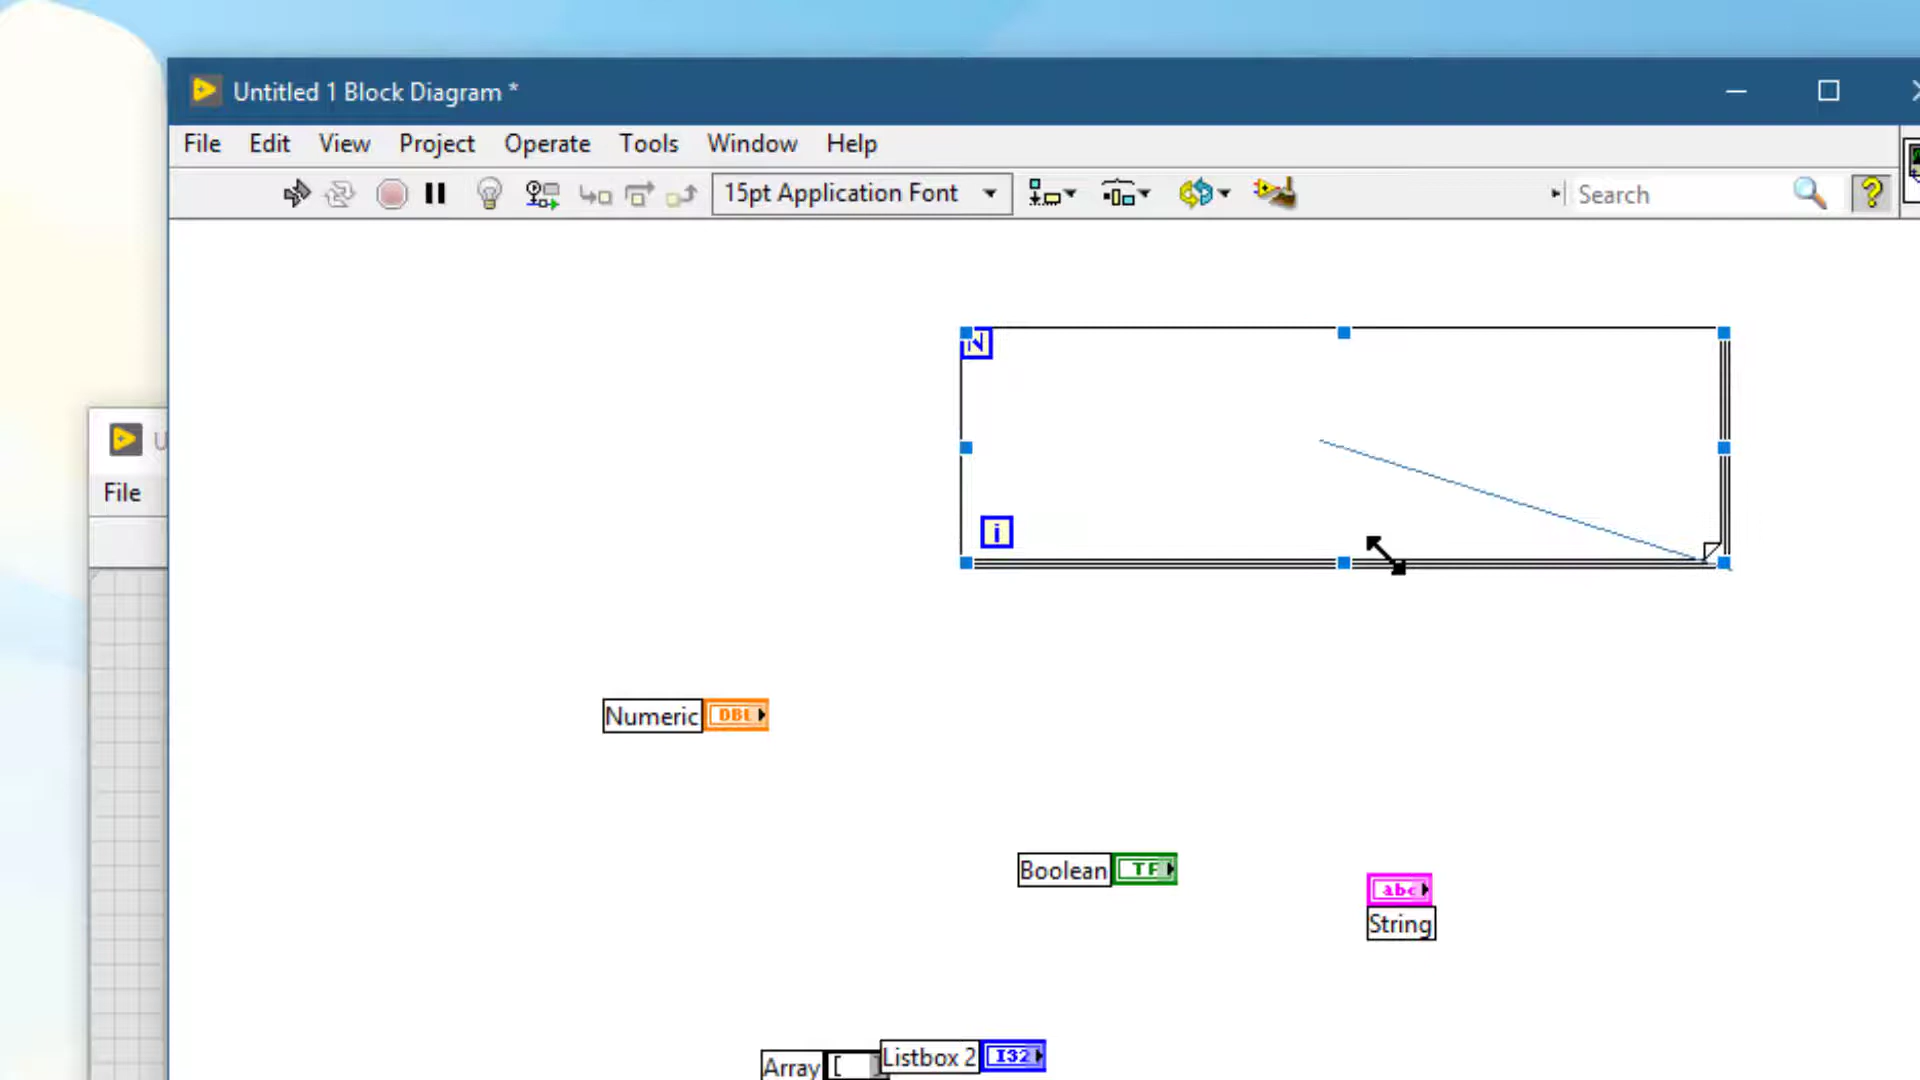 Untitled 1 Block Diagram *
File Edit View Project Operate Tools Window Help
15pt Application Font
Search
?
U
File
N
i
Numeric DBL
Boolean TF
abc
String
Array [ ]
Listbox 2 I32